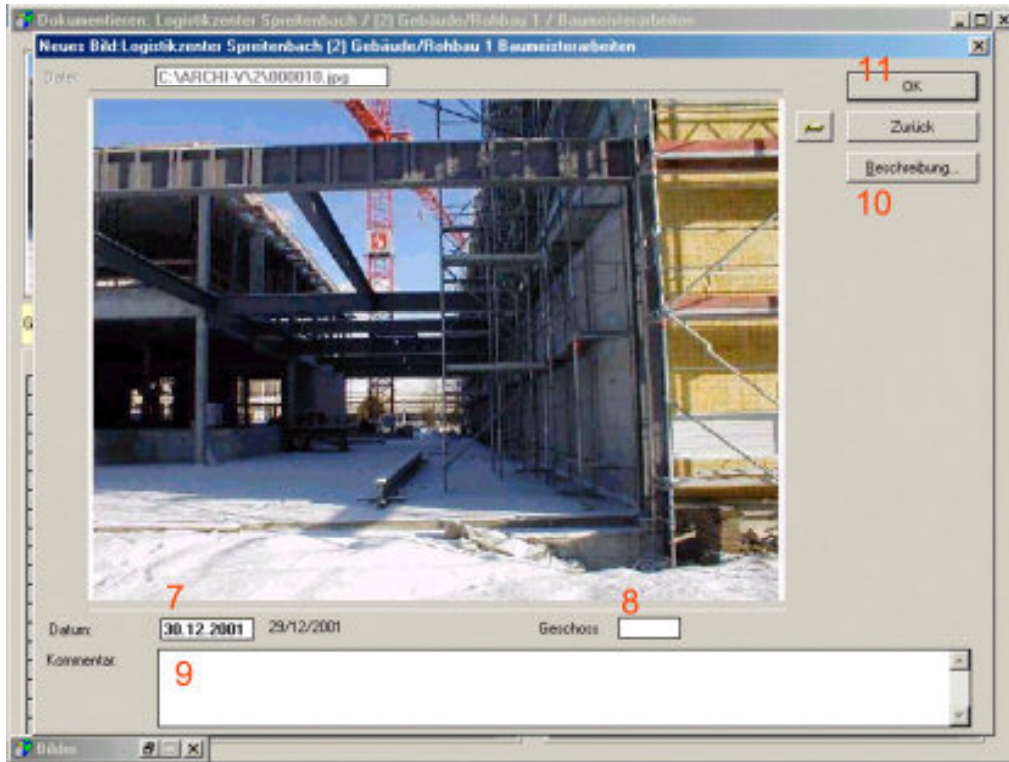 Dokumentieren: Logistikzenter Spreitenbach / (2) Gebäude/Rohbau 1 / Baumeisterarbeiten
Neues Bild:Logistikzenter Spreitenbach (2) Gebäude/Rohbau 1 Baumeisterarbeiten
Datei: C:\ARCHI-V\2\000010.jpg
11
OK
Zurück
Beschreibung...
10
G
7
8
Datum: 30.12.2001 29/12/2001 Geschoss
Kommentar:
9
Bilder